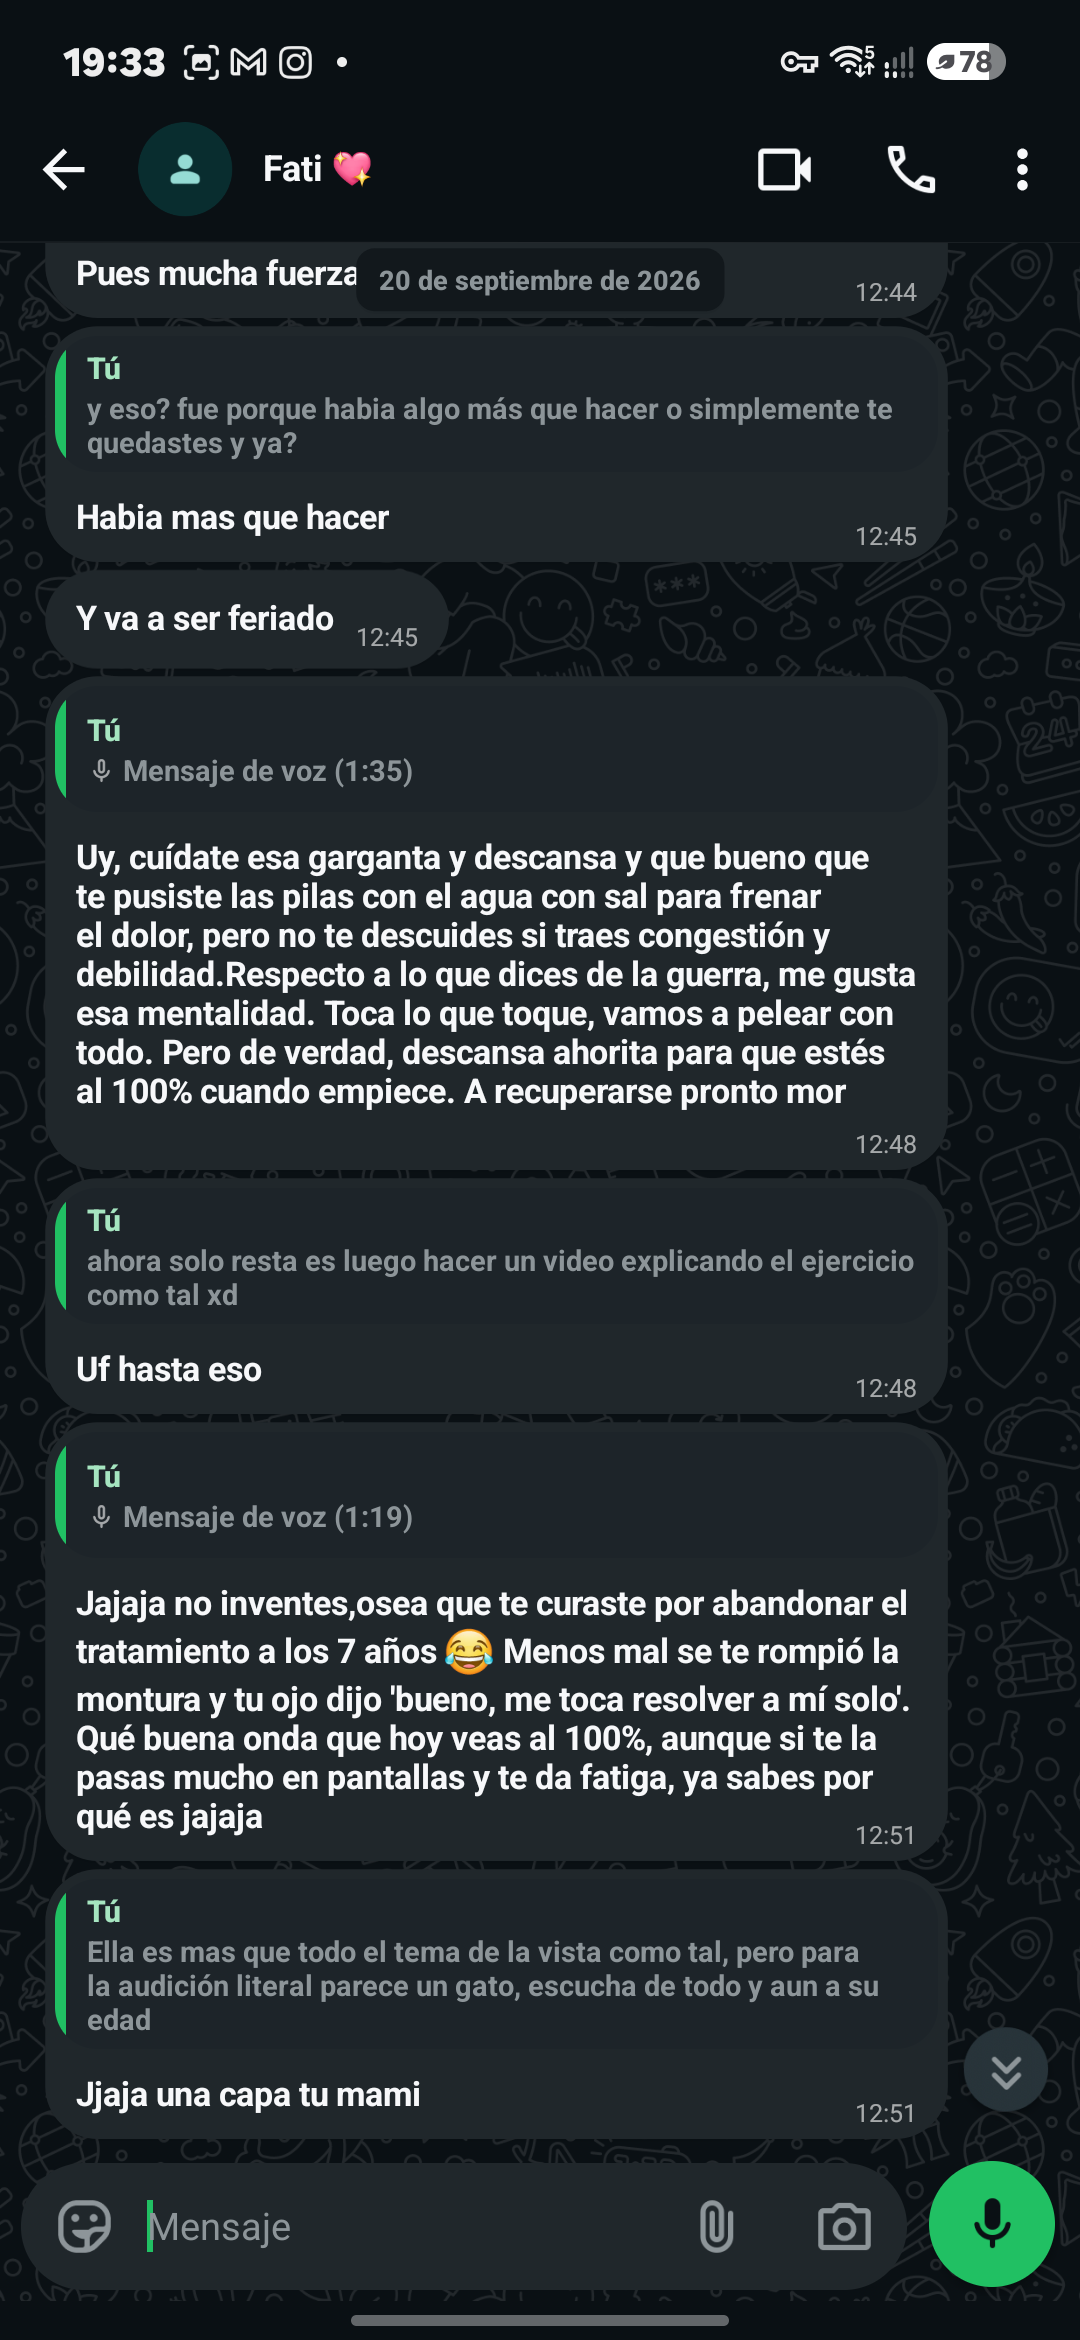 19:33
5
78
Fati
Pues mucha fuerza
20 de septiembre de 2026
12:44
Tú
y eso? fue porque habia algo más que hacer o simplemente te
quedastes y ya?
Habia mas que hacer
12:45
Y va a ser feriado
12:45
Tú
Mensaje de voz (1:35)
Uy, cuídate esa garganta y descansa y que bueno que
te pusiste las pilas con el agua con sal para frenar
el dolor, pero no te descuides si traes congestión y
debilidad.Respecto a lo que dices de la guerra, me gusta
esa mentalidad. Toca lo que toque, vamos a pelear con
todo. Pero de verdad, descansa ahorita para que estés
al 100% cuando empiece. A recuperarse pronto mor
12:48
Tú
ahora solo resta es luego hacer un video explicando el ejercicio
como tal xd
Uf hasta eso
12:48
Tú
Mensaje de voz (1:19)
Jajaja no inventes,osea que te curaste por abandonar el
tratamiento a los 7 años 😂 Menos mal se te rompió la
montura y tu ojo dijo 'bueno, me toca resolver a mí solo'.
Qué buena onda que hoy veas al 100%, aunque si te la
pasas mucho en pantallas y te da fatiga, ya sabes por
qué es jajaja
12:51
Tú
Ella es mas que todo el tema de la vista como tal, pero para
la audición literal parece un gato, escucha de todo y aun a su
edad
Jjaja una capa tu mami
12:51
Mensaje